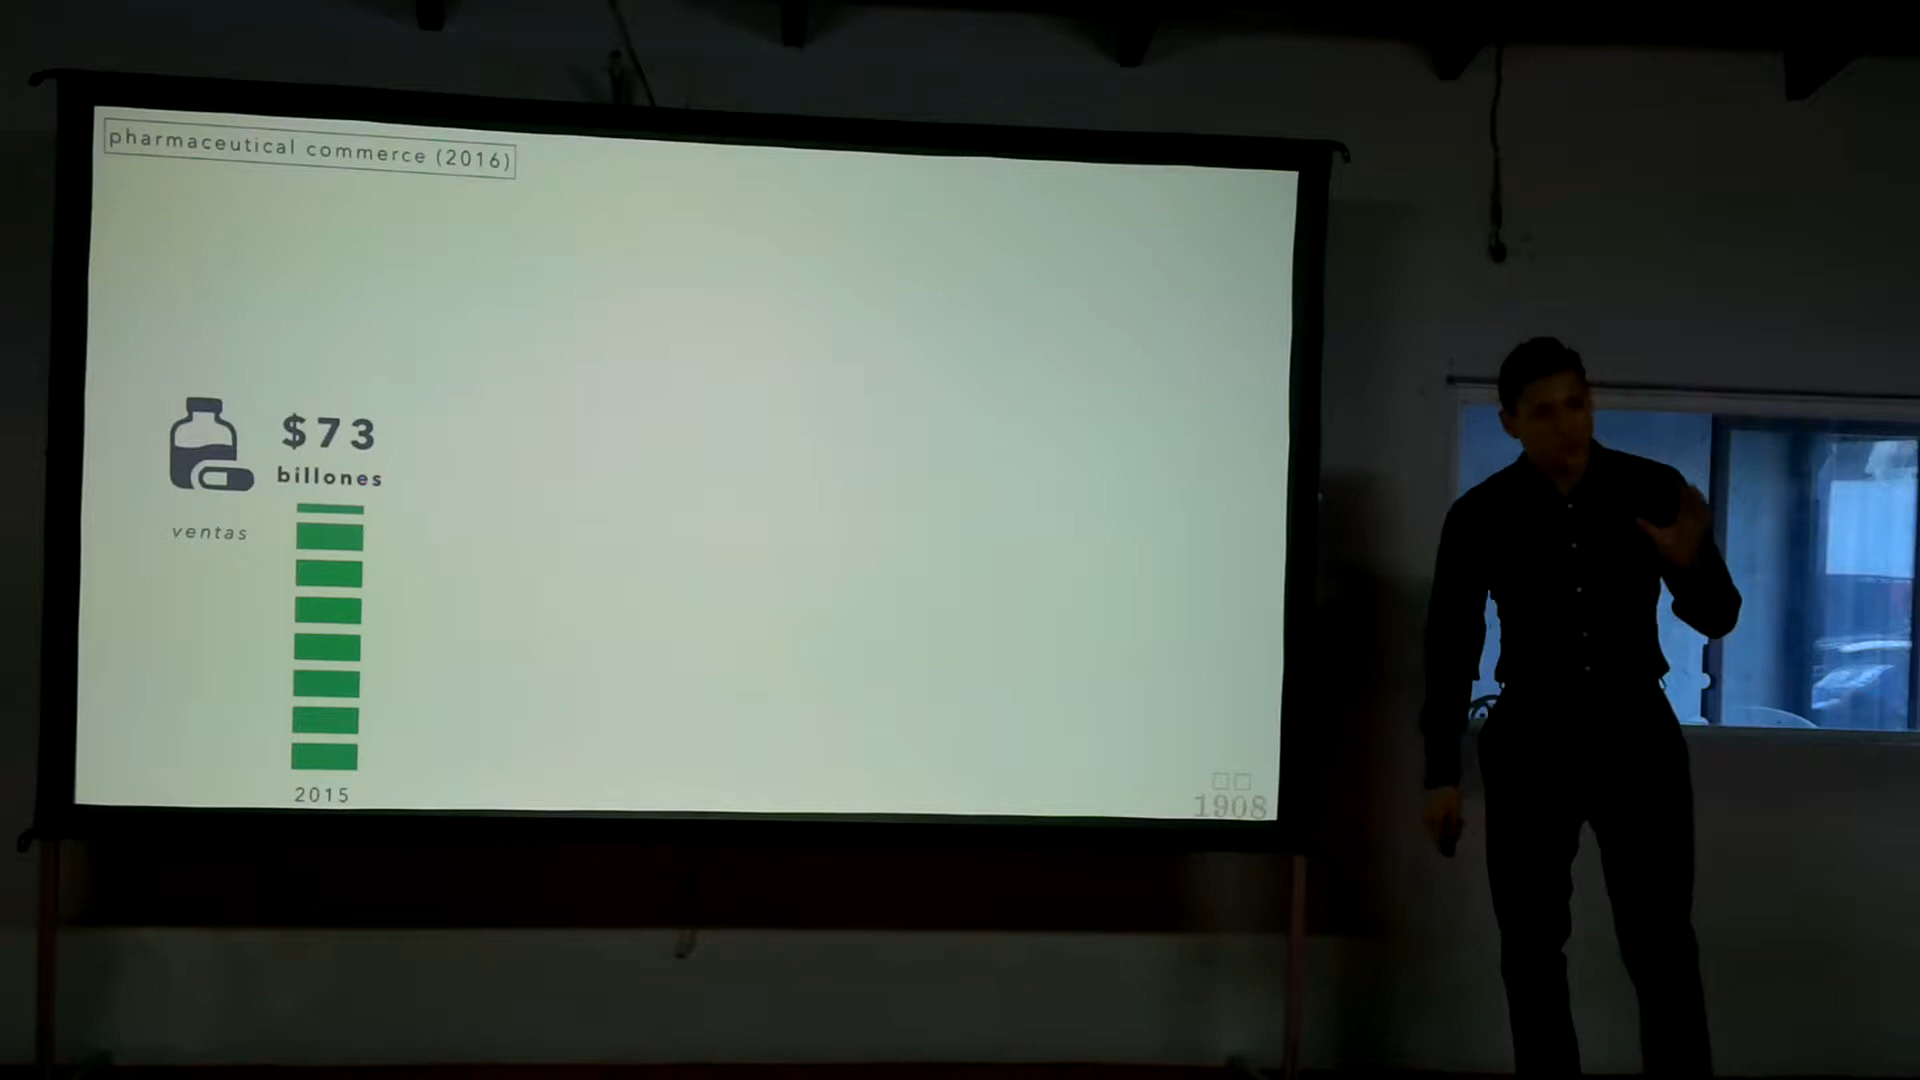 pharmaceutical commerce (2016)
$73
billones
ventas
2015
1908